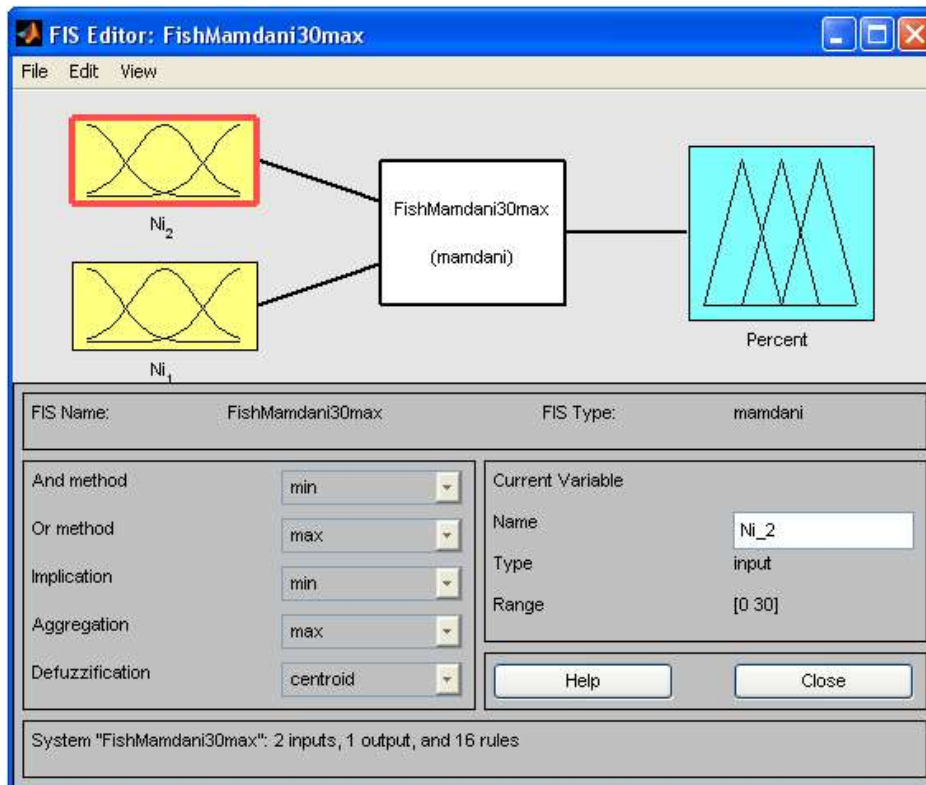 FIS Editor: FishMamdani30max
File Edit View
Ni_2
FishMamdani30max
(mamdani)
Ni_1
Percent
FIS Name: FishMamdani30max FIS Type: mamdani
And method min
Or method max
Implication min
Aggregation max
Defuzzification centroid
Current Variable
Name Ni_2
Type input
Range [0 30]
Help Close
System "FishMamdani30max": 2 inputs, 1 output, and 16 rules